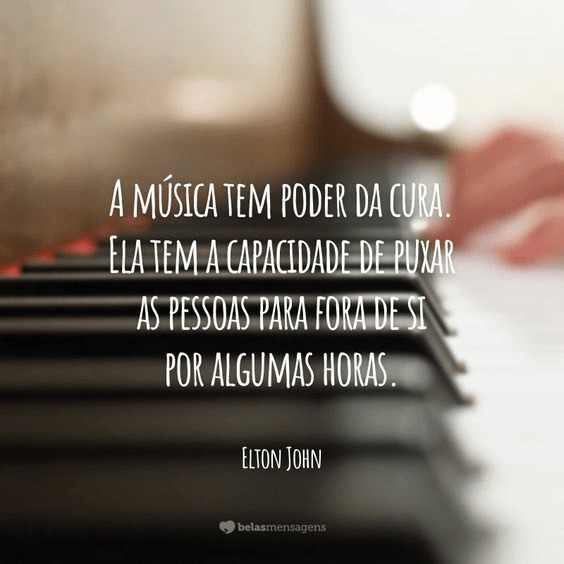 A MÚSICA TEM PODER DA CURA.
ELA TEM A CAPACIDADE DE PUXAR
AS PESSOAS PARA FORA DE SI
POR ALGUMAS HORAS.
ELTON JOHN
belasmensagens